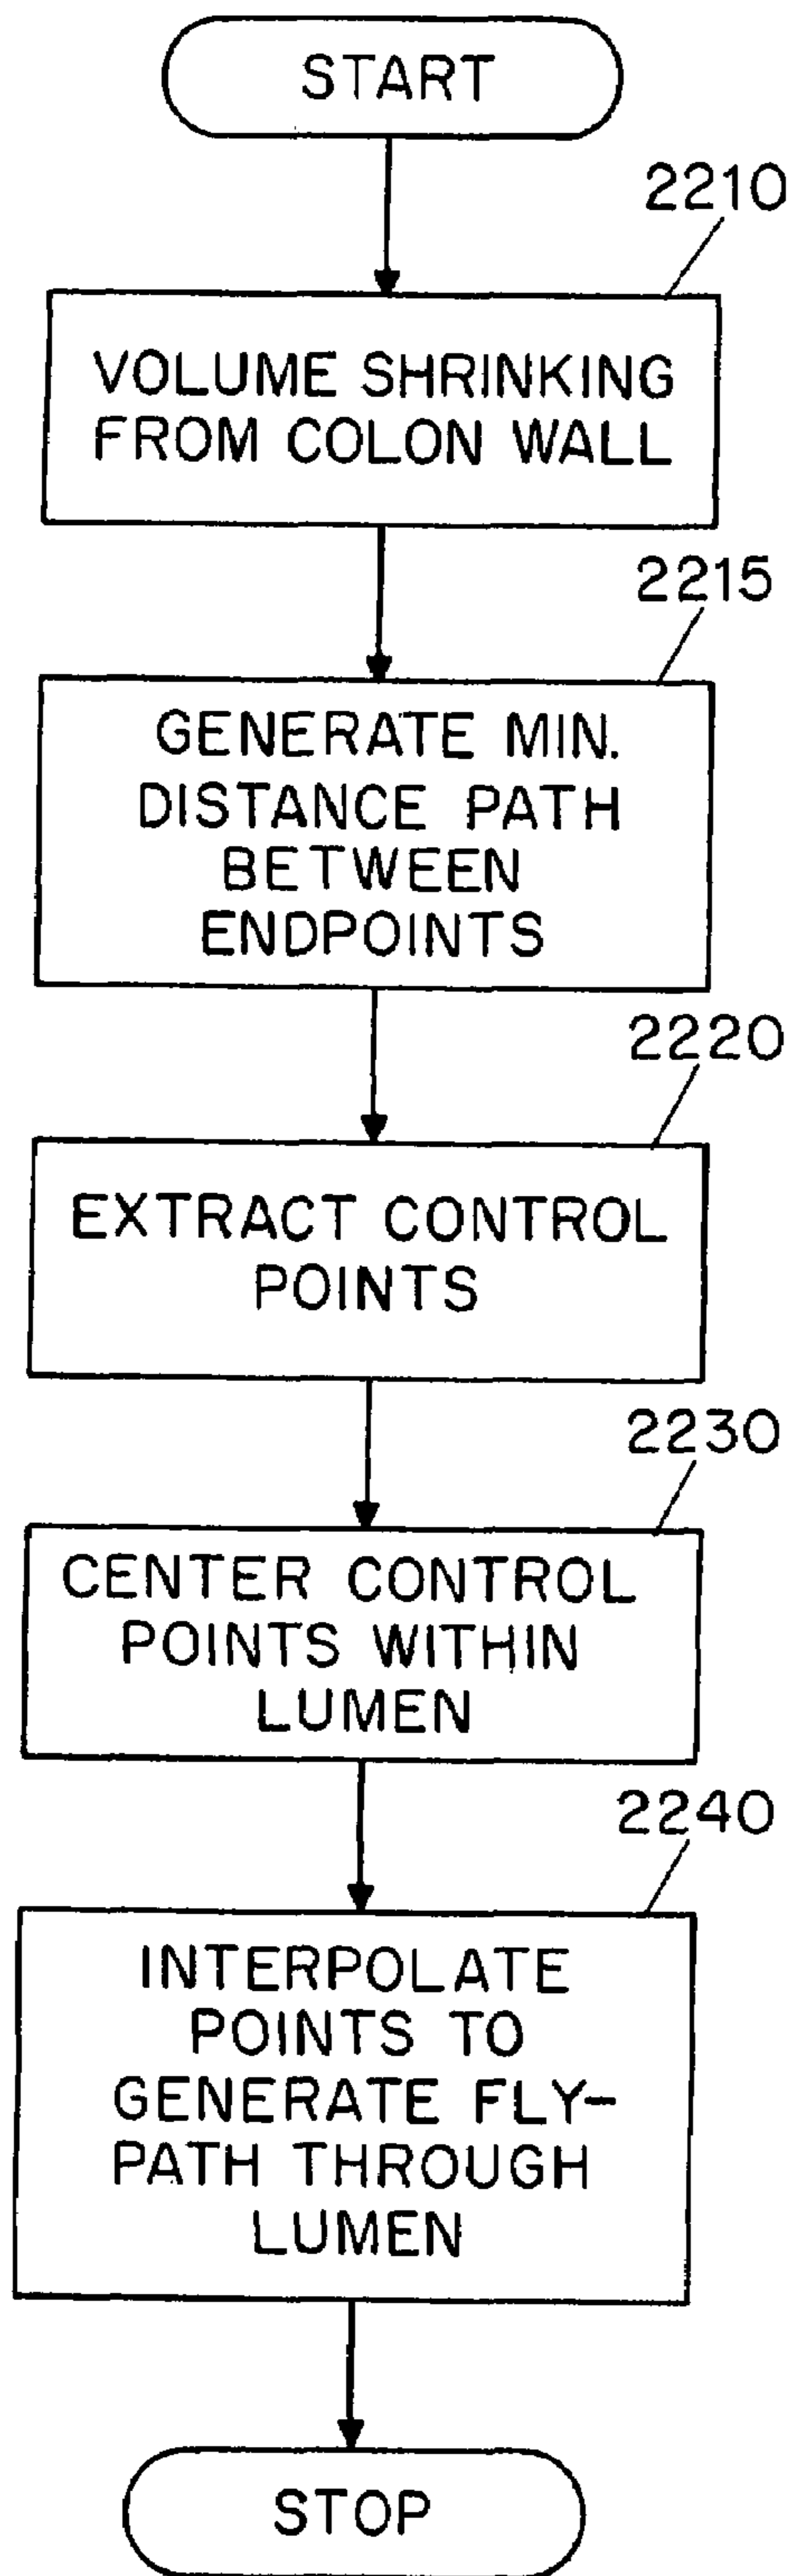 START
2210
VOLUME SHRINKING
FROM COLON WALL
2215
GENERATE MIN.
DISTANCE PATH
BETWEEN
ENDPOINTS
2220
EXTRACT CONTROL
POINTS
2230
CENTER CONTROL
POINTS WITHIN
LUMEN
2240
INTERPOLATE
POINTS TO
GENERATE FLY-
PATH THROUGH
LUMEN
STOP